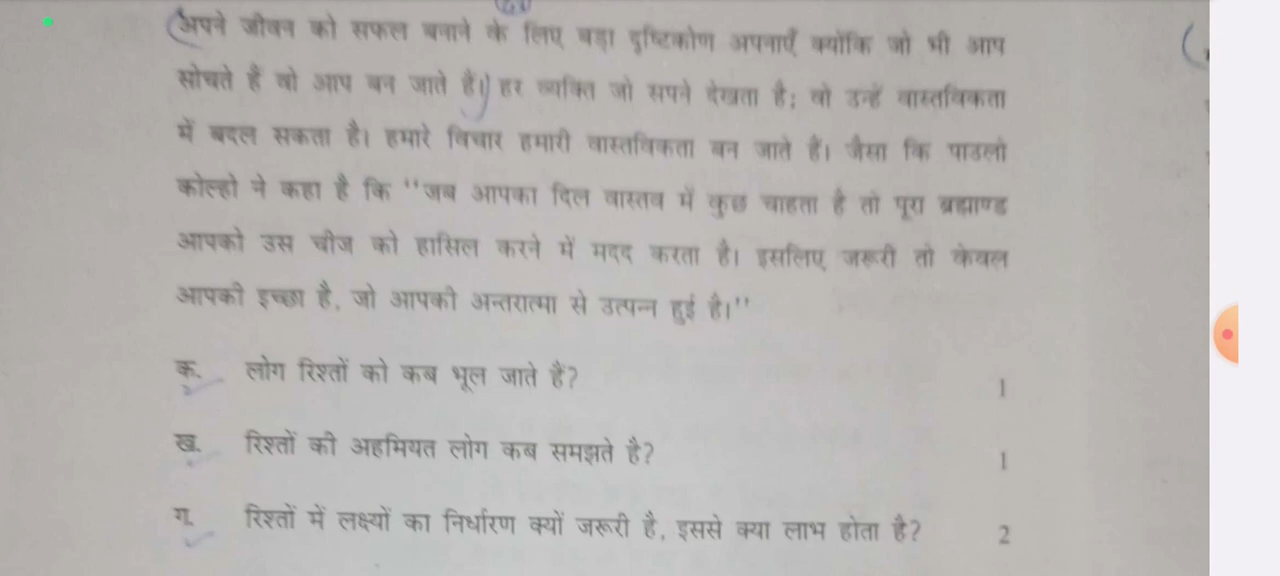 अपने जीवन को सफल बनाने के लिए बड़ा दृष्टिकोण अपनाएँ क्योंकि जो भी आप
सोचते हैं वो आप बन जाते है। हर व्यक्ति जो सपने देखता है; वो उन्हें वास्तविकता
में बदल सकता है। हमारे विचार हमारी वास्तविकता बन जाते हैं। जैसा कि पाउलो
कोल्हो ने कहा है कि ''जब आपका दिल वास्तव में कुछ चाहता है तो पूरा ब्रह्माण्ड
आपको उस चीज को हासिल करने में मदद करता है। इसलिए जरूरी तो केवल
आपकी इच्छा है, जो आपकी अन्तरात्मा से उत्पन्न हुई है।''
क. लोग रिश्तों को कब भूल जाते हैं? 1
ख. रिश्तों की अहमियत लोग कब समझते है? 1
ग. रिश्तों में लक्ष्यों का निर्धारण क्यों जरूरी है, इससे क्या लाभ होता है? 2